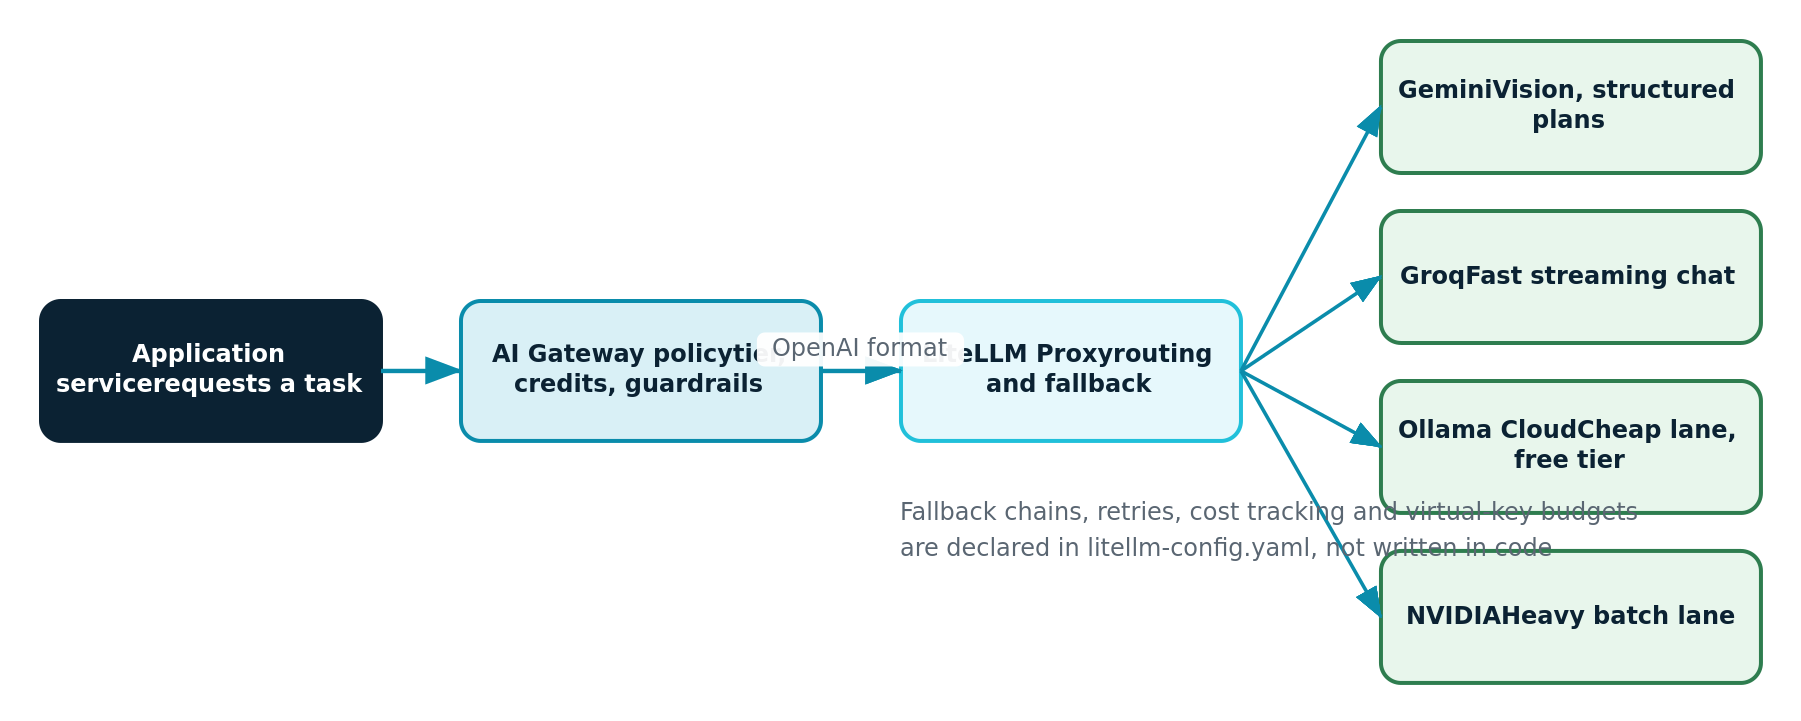 Application
servicerequests a task
AI Gateway policytier,
credits, guardrails
OpenAI format
LiteLLM Proxyrouting
and fallback
GeminiVision, structured
plans
GroqFast streaming chat
Ollama CloudCheap lane,
free tier
NVIDIAHeavy batch lane
Fallback chains, retries, cost tracking and virtual key budgets
are declared in litellm-config.yaml, not written in code